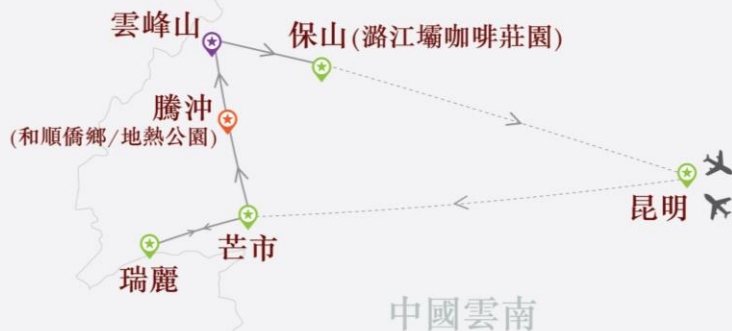 雲峰山
保山(潞江壩咖啡莊園)
騰沖
(和順僑鄉/地熱公園)
昆明
芒市
瑞麗
中國雲南